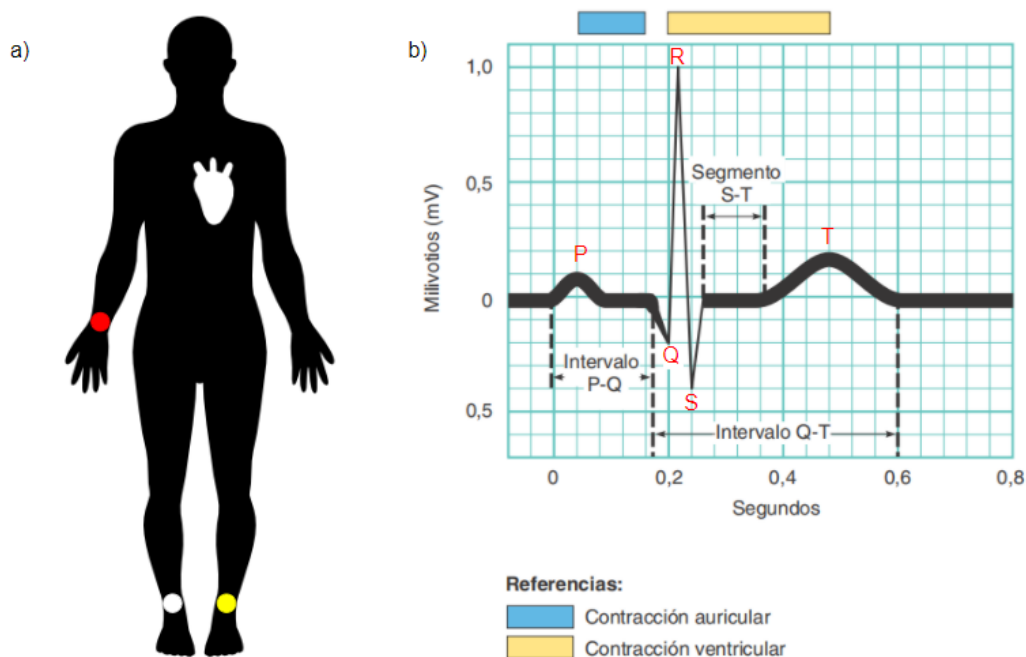 a)
b)
1,0
0,5
0
0,5
Milivotios (mV)
R
P
Q
S
T
Segmento
S-T
Intervalo
P-Q
Intervalo Q-T
0
0,2
0,4
0,6
0,8
Segundos
Referencias:
Contracción auricular
Contracción ventricular